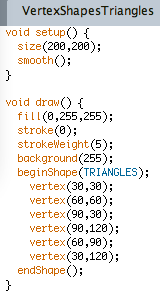 VertexShapesTriangles
void setup() {
  size(200,200);
  smooth();
}

void draw() {
  fill(0,255,255);
  stroke(0);
  strokeWeight(5);
  background(255);
  beginShape(TRIANGLES);
    vertex(30,30);
    vertex(60,60);
    vertex(90,30);
    vertex(90,120);
    vertex(60,90);
    vertex(30,120);
  endShape();
}